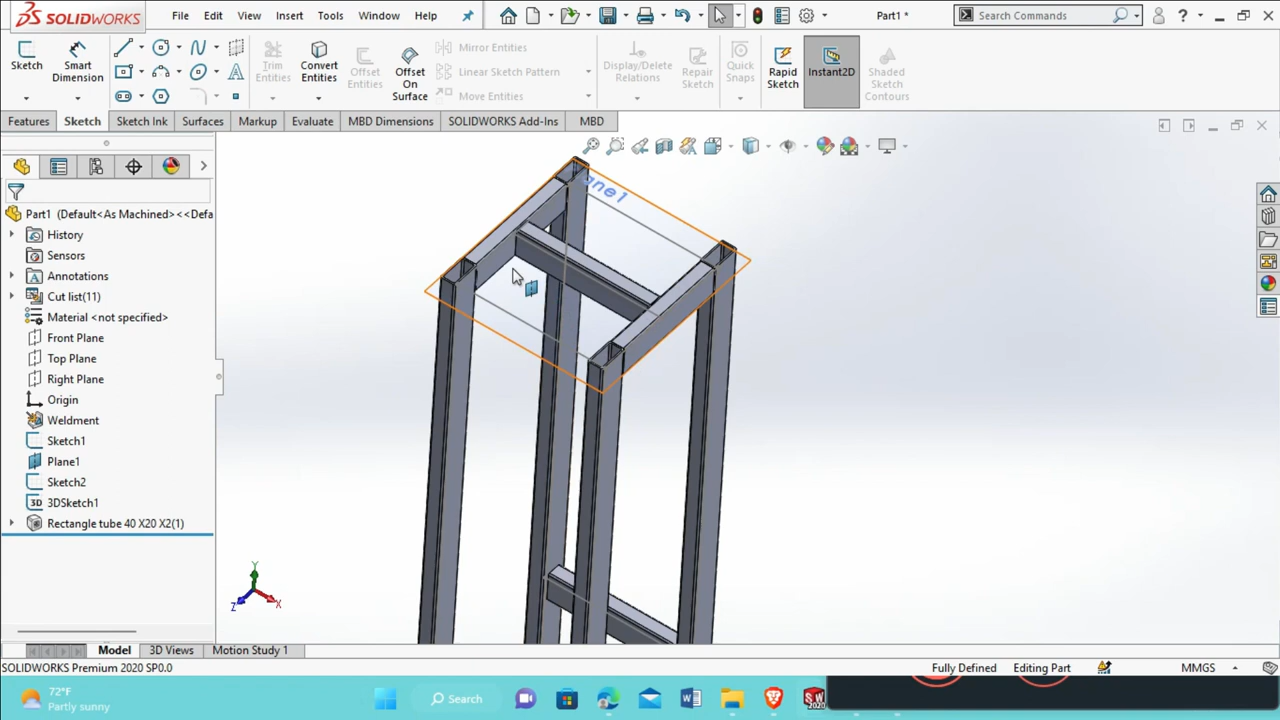 SOLIDWORKS File Edit View Insert Tools Window Help Part1 * Search Commands ?
Sketch Smart Dimension Trim Entities Convert Entities Offset Entities Offset On Surface Mirror Entities Linear Sketch Pattern Move Entities Display/Delete Relations Repair Sketch Quick Snaps Rapid Sketch Instant2D Shaded Sketch Contours
Features Sketch Sketch Ink Surfaces Markup Evaluate MBD Dimensions SOLIDWORKS Add-Ins MBD
Part1 (Default<As Machined><<Defa
History
Sensors
Annotations
Cut list(11)
Material <not specified>
Front Plane
Top Plane
Right Plane
Origin
Weldment
Sketch1
Plane1
Sketch2
3D 3DSketch1
Rectangle tube 40 X20 X2(1)
ane1
Y
Z
X
Model 3D Views Motion Study 1
SOLIDWORKS Premium 2020 SP0.0 Fully Defined Editing Part MMGS
72°F
Partly sunny
Search
SW
2020